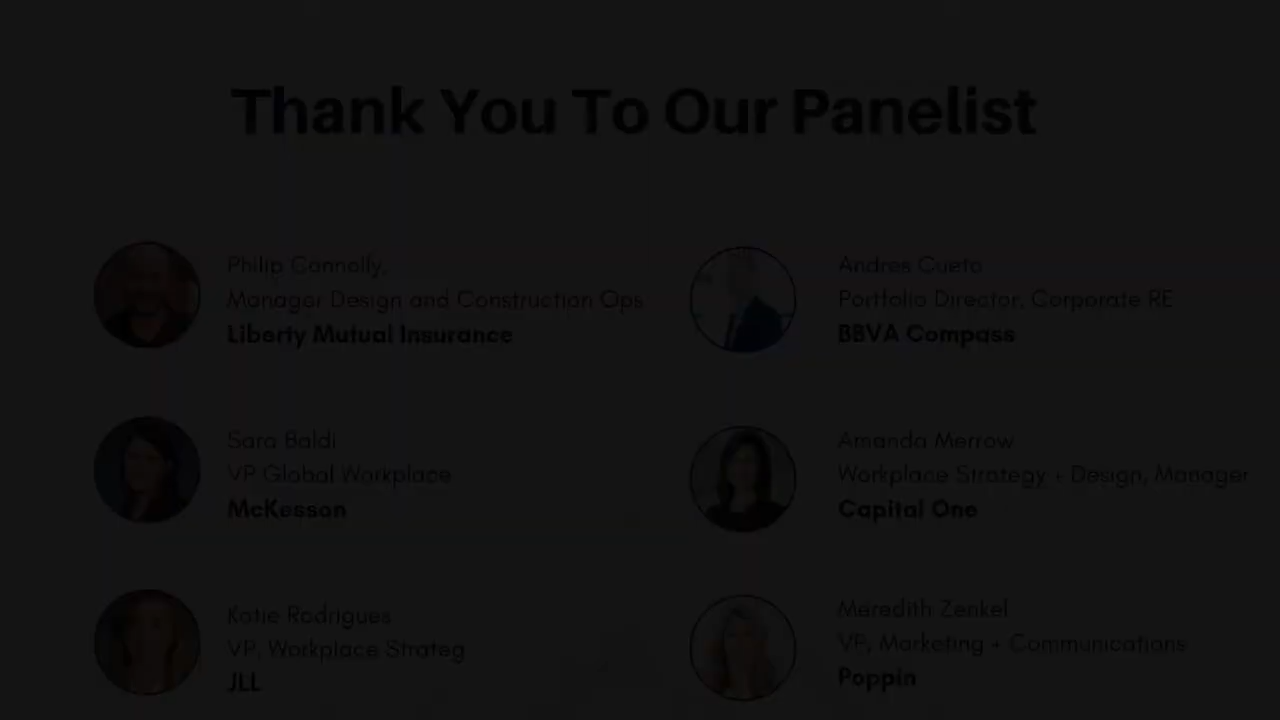 Thank You To Our Panelist
Philip Connolly,
Manager Design and Construction Ops
Liberty Mutual Insurance
Andres Cueto
Portfolio Director, Corporate RE
BBVA Compass
Sara Baldi
VP Global Workplace
McKesson
Amanda Merrow
Workplace Strategy + Design, Manager
Capital One
Katie Rodrigues
VP, Workplace Strateg
JLL
Meredith Zenkel
VP, Marketing + Communications
Poppin